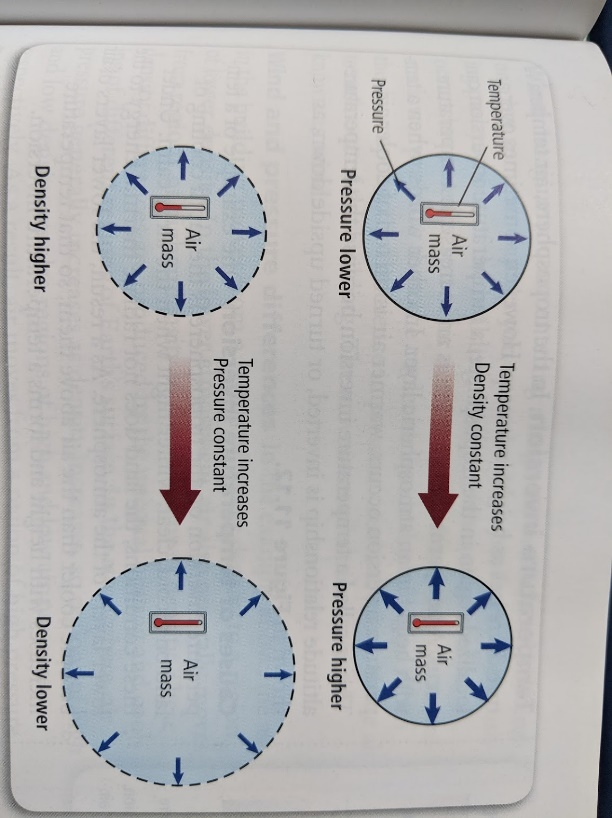 Temperature
Pressure
Air
mass
Pressure lower
Temperature increases
Density constant
Air
mass
Pressure higher
Air
mass
Density higher
Temperature increases
Pressure constant
Air
mass
Density lower